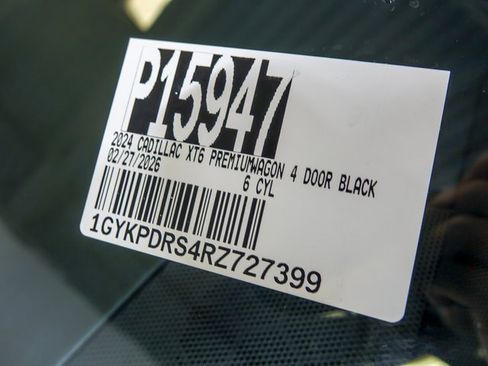 P15947
2024 CADILLAC XT6 PREMIUMWAGON 4 DOOR BLACK
02/27/2026 6 CYL
1GYKPDRS4RZ727399